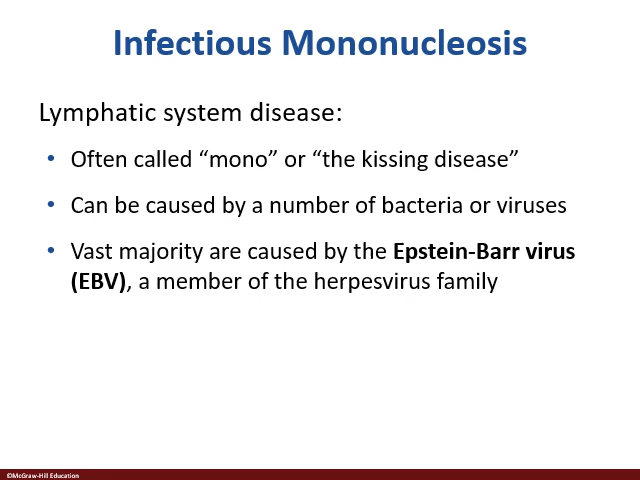 Infectious Mononucleosis
Lymphatic system disease:
• Often called “mono” or “the kissing disease”
• Can be caused by a number of bacteria or viruses
• Vast majority are caused by the Epstein-Barr virus
(EBV), a member of the herpesvirus family
©McGraw-Hill Education